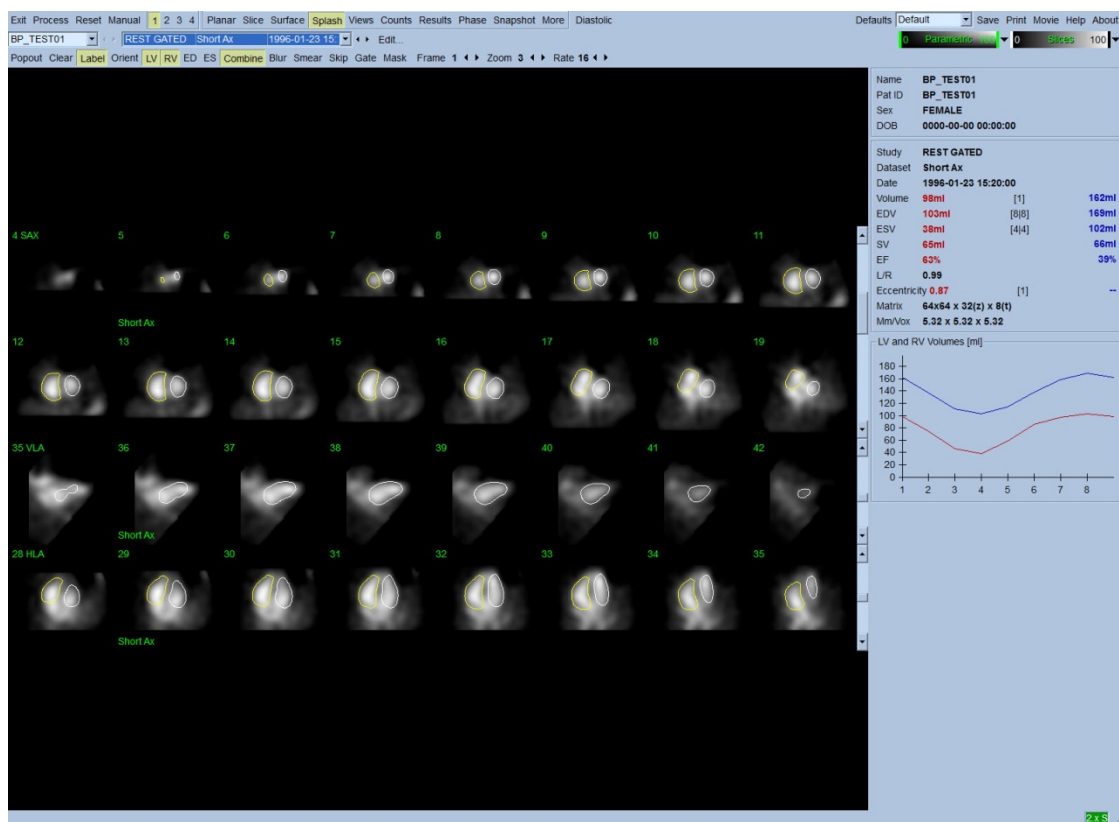 Exit Process Reset Manual 1 2 3 4 Planar Slice Surface Splash Views Counts Results Phase Snapshot More Diastolic Defaults Default Save Print Movie Help About
BP_TEST01 REST GATED Short Ax 1996-01-23 15: Edit... 0 Parametric 100 0 Slices 100
Popout Clear Label Orient LV RV ED ES Combine Blur Smear Skip Gate Mask Frame 1 Zoom 3 Rate 16
Name BP_TEST01
Pat ID BP_TEST01
Sex FEMALE
DOB 0000-00-00 00:00:00
Study REST GATED
Dataset Short Ax
Date 1996-01-23 15:20:00
Volume 98ml [1] 162ml
EDV 103ml [8|8] 169ml
ESV 38ml [4|4] 102ml
SV 65ml 66ml
EF 63% 39%
L/R 0.99
Eccentricity 0.87 [1] --
Matrix 64x64 x 32(z) x 8(t)
Mm/Vox 5.32 x 5.32 x 5.32
LV and RV Volumes [ml]
180
160
140
120
100
80
60
40
20
0
1 2 3 4 5 6 7 8
4 SAX 5 6 7 8 9 10 11
Short Ax
12 13 14 15 16 17 18 19
35 VLA 36 37 38 39 40 41 42
Short Ax
28 HLA 29 30 31 32 33 34 35
Short Ax
2 x S